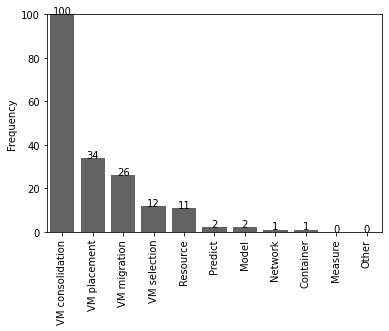 100
100
80
60
40
20
0
Frequency
34
26
12
11
2
2
1
1
0
0
VM consolidation
VM placement
VM migration
VM selection
Resource
Predict
Model
Network
Container
Measure
Other